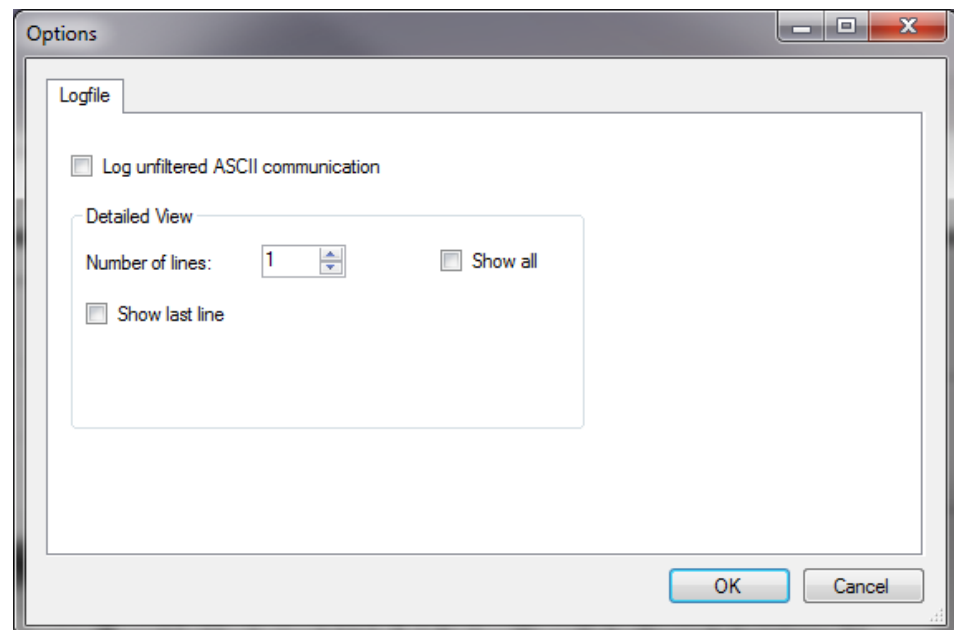 Options
Logfile
Log unfiltered ASCII communication
Detailed View
Number of lines: 1 Show all
Show last line
OK Cancel